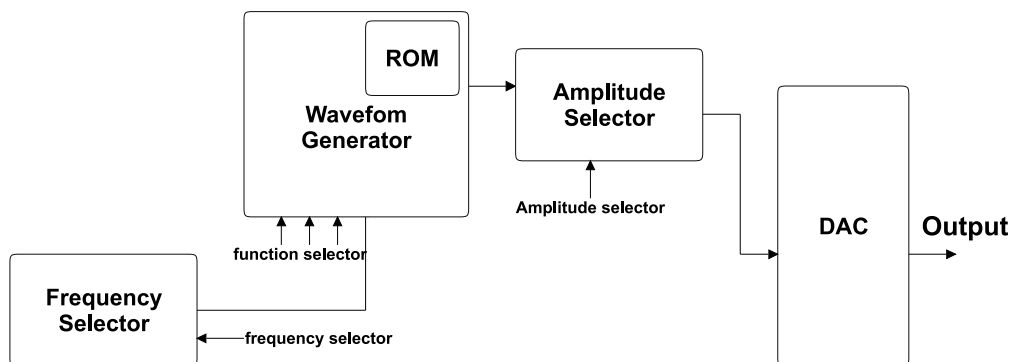 ROM
Wavefom
Generator
Amplitude
Selector
Amplitude selector
function selector
DAC
Output
Frequency
Selector
frequency selector